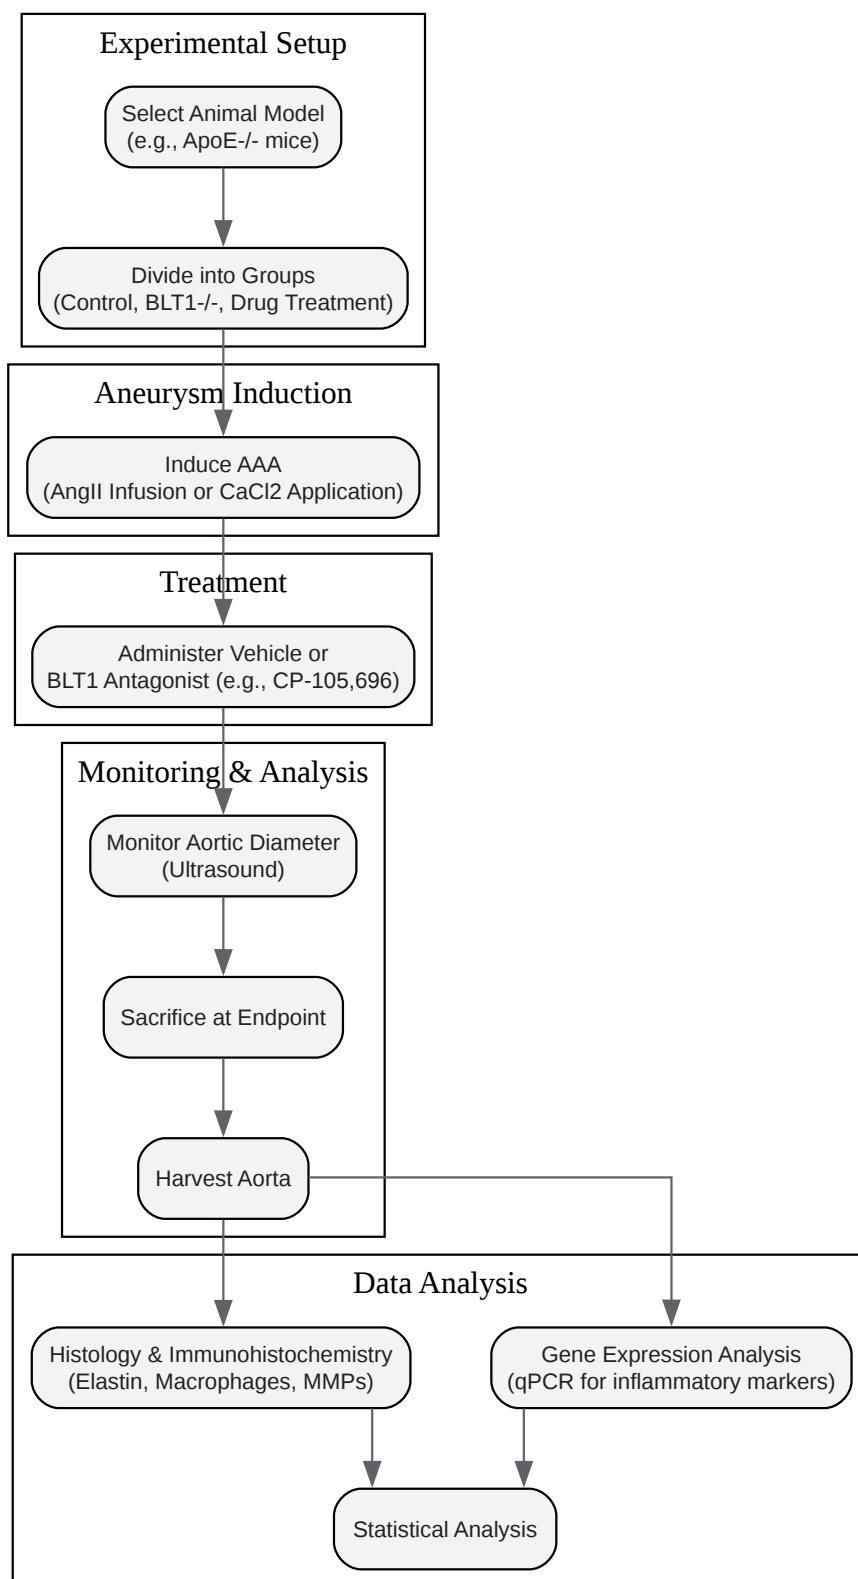 Experimental Setup
Select Animal Model
(e.g., ApoE-/- mice)
Divide into Groups
(Control, BLT1-/-, Drug Treatment)
Aneurysm Induction
Induce AAA
(AngII Infusion or CaCl2 Application)
Treatment
Administer Vehicle or
BLT1 Antagonist (e.g., CP-105,696)
Monitoring & Analysis
Monitor Aortic Diameter
(Ultrasound)
Sacrifice at Endpoint
Harvest Aorta
Data Analysis
Histology & Immunohistochemistry
(Elastin, Macrophages, MMPs)
Gene Expression Analysis
(qPCR for inflammatory markers)
Statistical Analysis